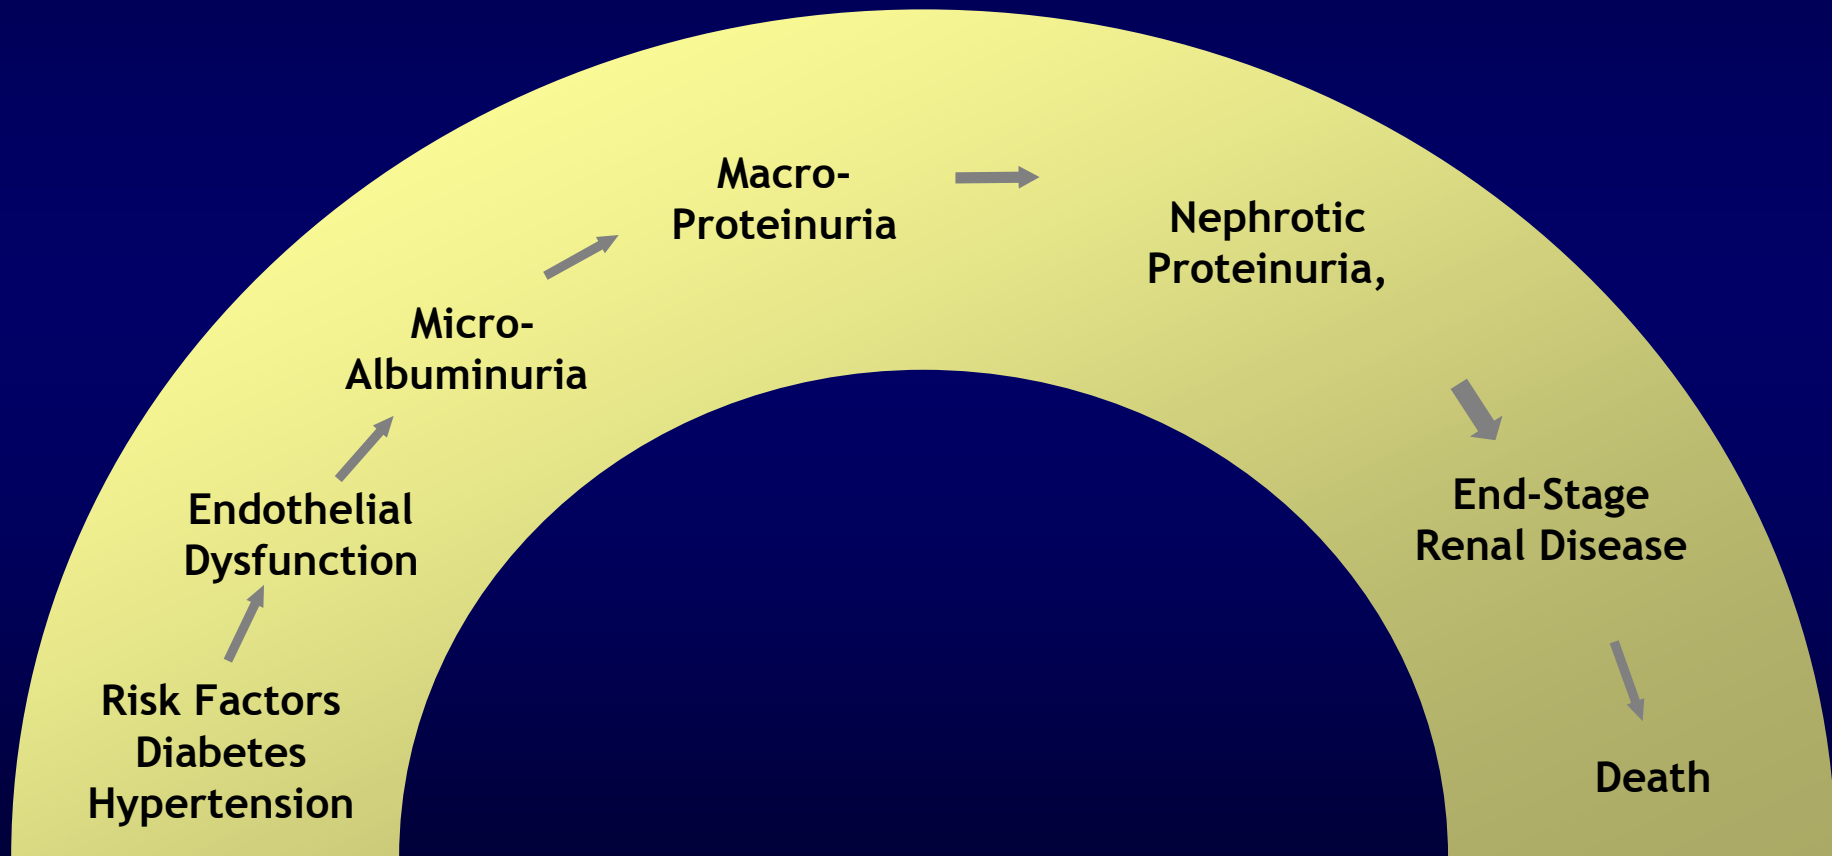 Risk Factors
Diabetes
Hypertension
Endothelial
Dysfunction
Micro-
Albuminuria
Macro-
Proteinuria
Nephrotic
Proteinuria,
End-Stage
Renal Disease
Death